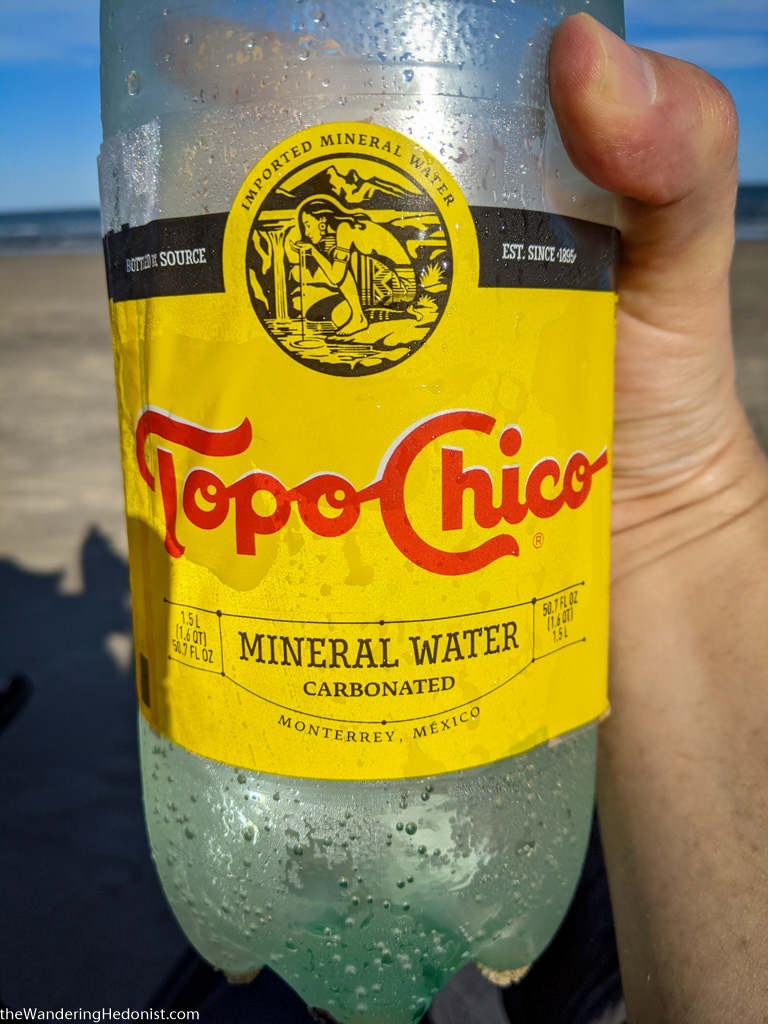 IMPORTED MINERAL WATER
BOTTLED AT SOURCE
EST. SINCE 1895
Topo Chico
®
1.5 L
(1.6 QT)
50.7 FL OZ
MINERAL WATER
CARBONATED
50.7 FL OZ
(1.6 QT)
1.5 L
MONTERREY, MÉXICO
theWanderingHedonist.com